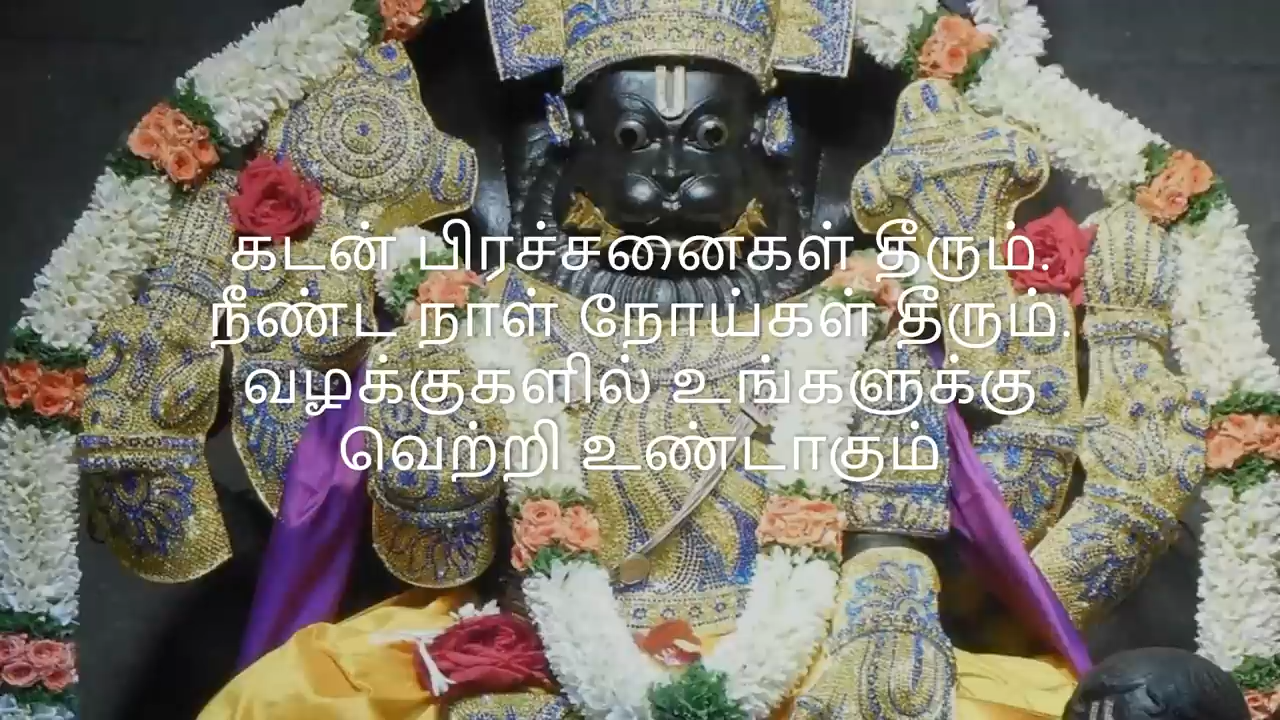 கடன் பிரச்சனைகள் தீரும்.
நீண்ட நாள் நோய்கள் தீரும்.
வழக்குகளில் உங்களுக்கு
வெற்றி உண்டாகும்